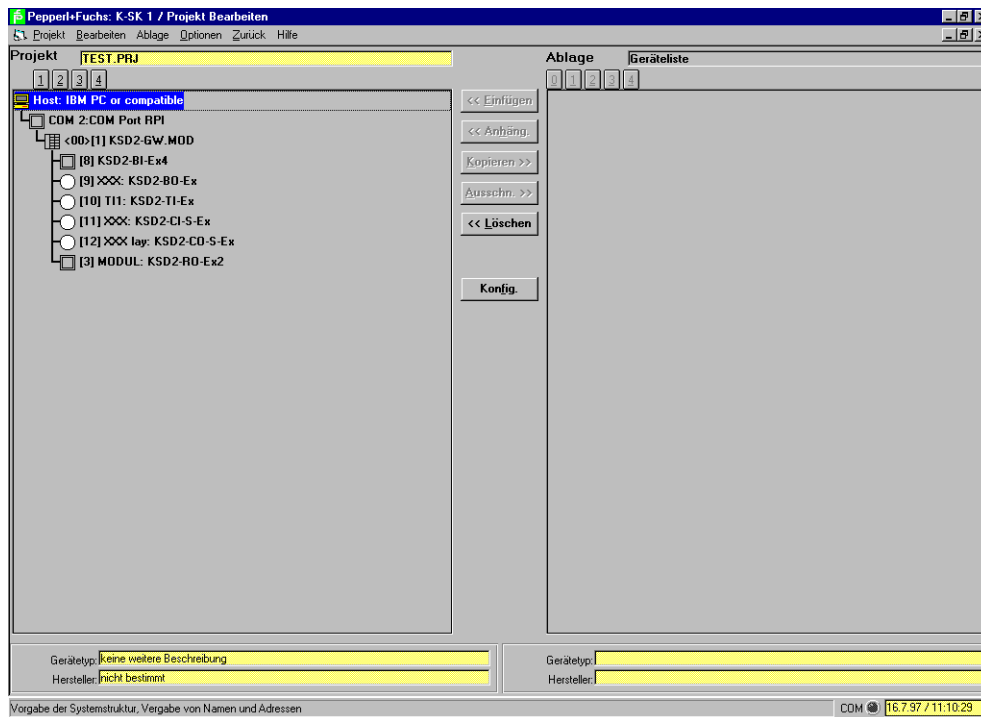 Pepperl+Fuchs: K-SK 1 / Projekt Bearbeiten
Projekt Bearbeiten Ablage Optionen Zurück Hilfe
Projekt TEST.PRJ
1 2 3 4
Host: IBM PC or compatible
COM 2:COM Port RPI
<00>[1] KSD2-GW.MOD
[8] KSD2-BI-Ex4
[9] XXX: KSD2-BO-Ex
[10] TI1: KSD2-TI-Ex
[11] XXX: KSD2-CI-S-Ex
[12] XXX lay: KSD2-CO-S-Ex
[3] MODUL: KSD2-RO-Ex2
<< Einfügen
<< Anhäng.
Kopieren >>
Ausschn. >>
<< Löschen
Konfig.
Ablage Geräteliste
0 1 2 3 4
Gerätetyp: keine weitere Beschreibung
Hersteller: nicht bestimmt
Gerätetyp:
Hersteller:
Vorgabe der Systemstruktur, Vergabe von Namen und Adressen
COM 16.7.97 / 11:10:29